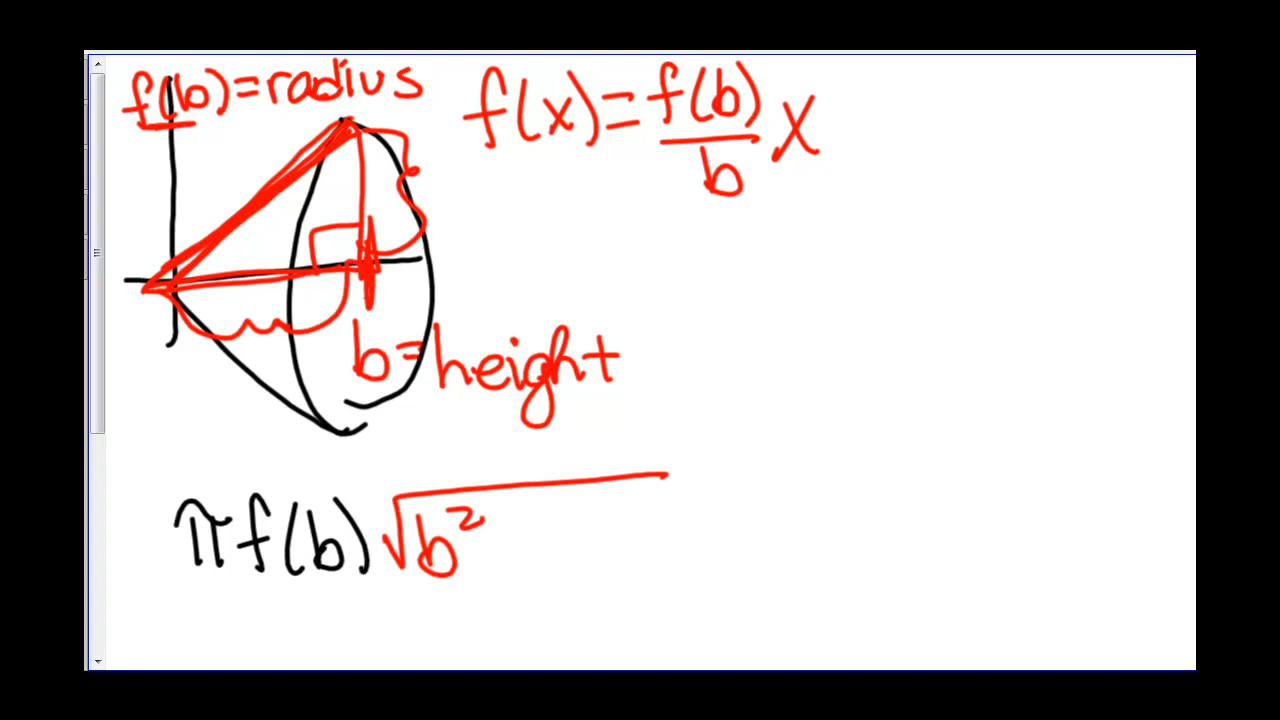 f(b)=radius
f(x)=f(b)/b x
b=height
πf(b)√b²